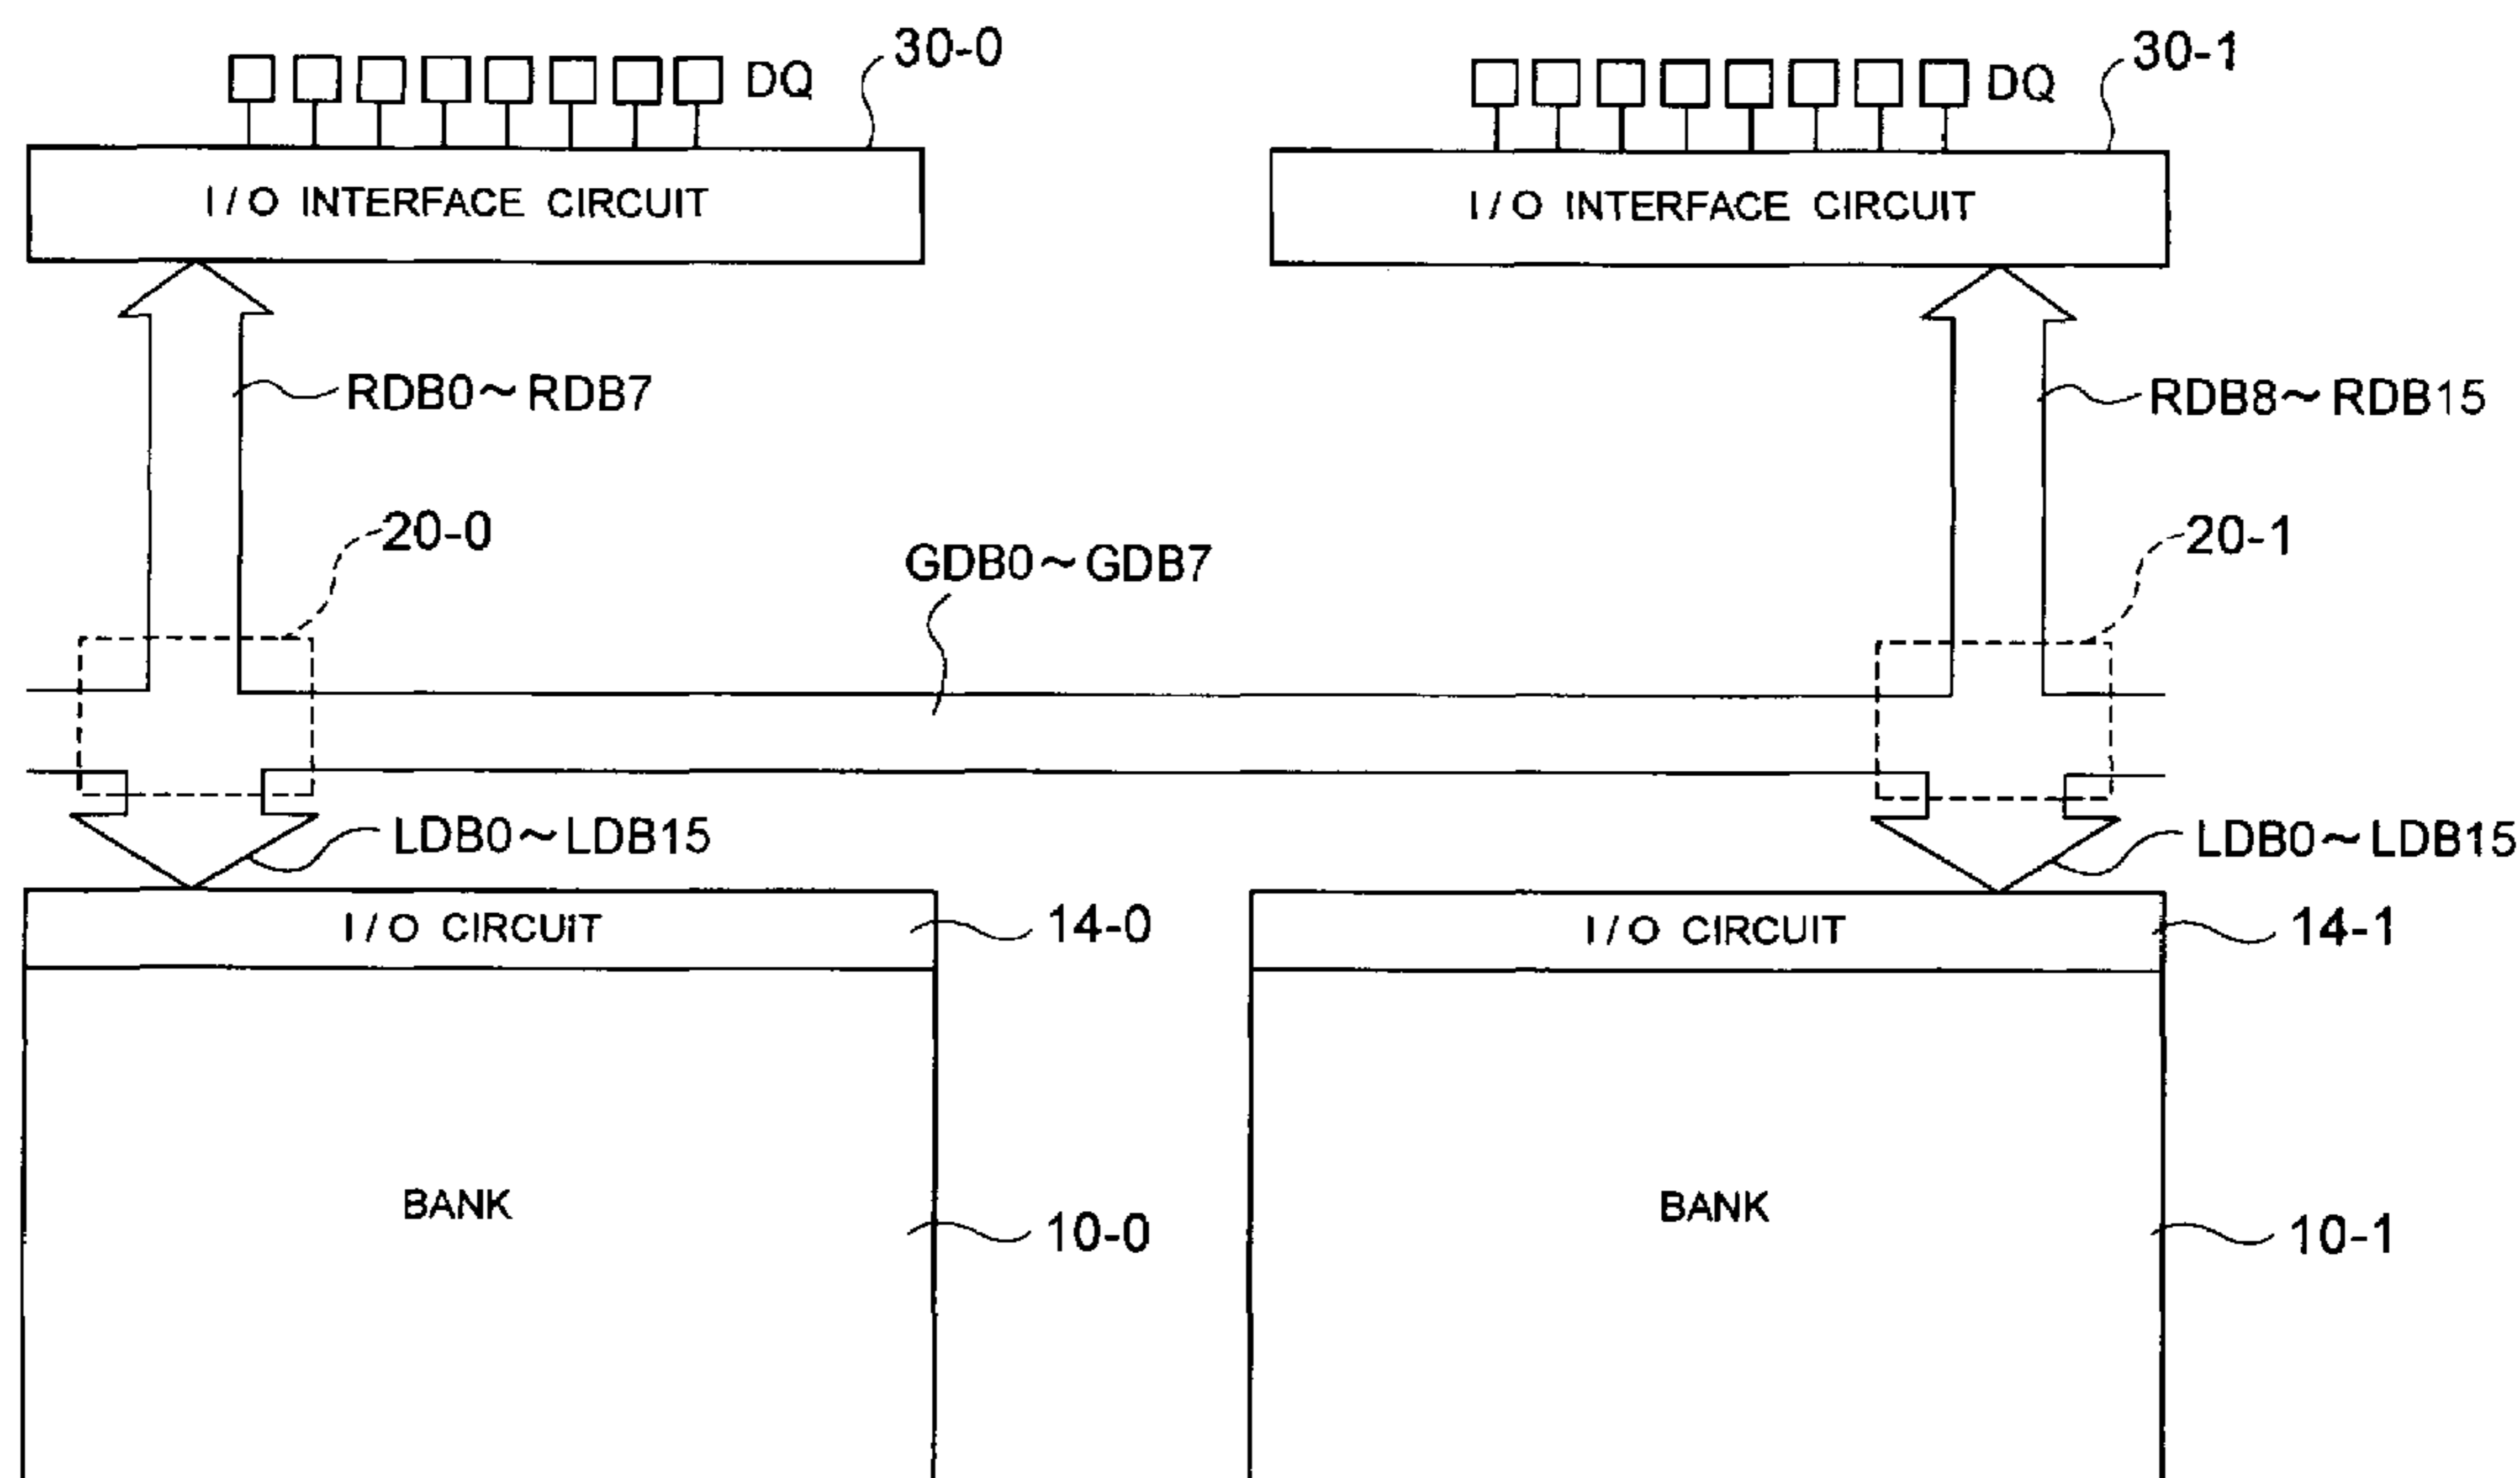 30-0
DQ
30-1
DQ
I/O INTERFACE CIRCUIT
I/O INTERFACE CIRCUIT
RDB0～RDB7
RDB8～RDB15
20-0
20-1
GDB0～GDB7
LDB0～LDB15
LDB0～LDB15
I/O CIRCUIT
14-0
I/O CIRCUIT
14-1
BANK
10-0
BANK
10-1